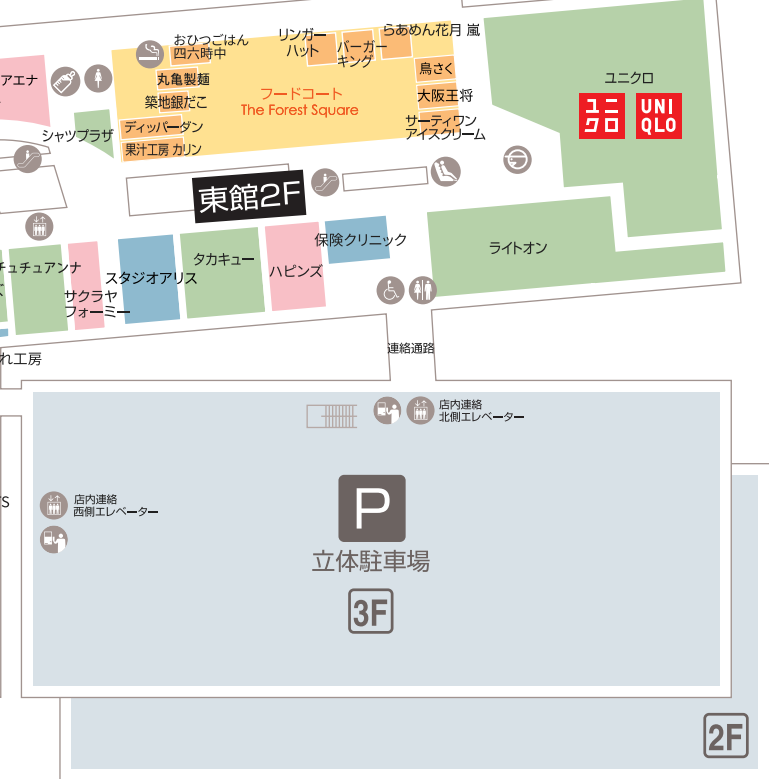 アエナ
おひつごはん
四六時中
リンガー
ハット
バーガー
キング
らあめん花月 嵐
丸亀製麺
鳥さく
築地銀だこ
フードコート
The Forest Square
大阪王将
ディッパーダン
サーティワン
アイスクリーム
果汁工房 カリン
シャツプラザ
ユニクロ
ユニ
クロ
UNI
QLO
東館2F
保険クリニック
ライトオン
タカキュー
ハピンズ
チュチュアンナ
スタジオアリス
サクラヤ
フォーミー
れ工房
連絡通路
店内連絡
北側エレベーター
TS
店内連絡
西側エレベーター
P
立体駐車場
3F
2F